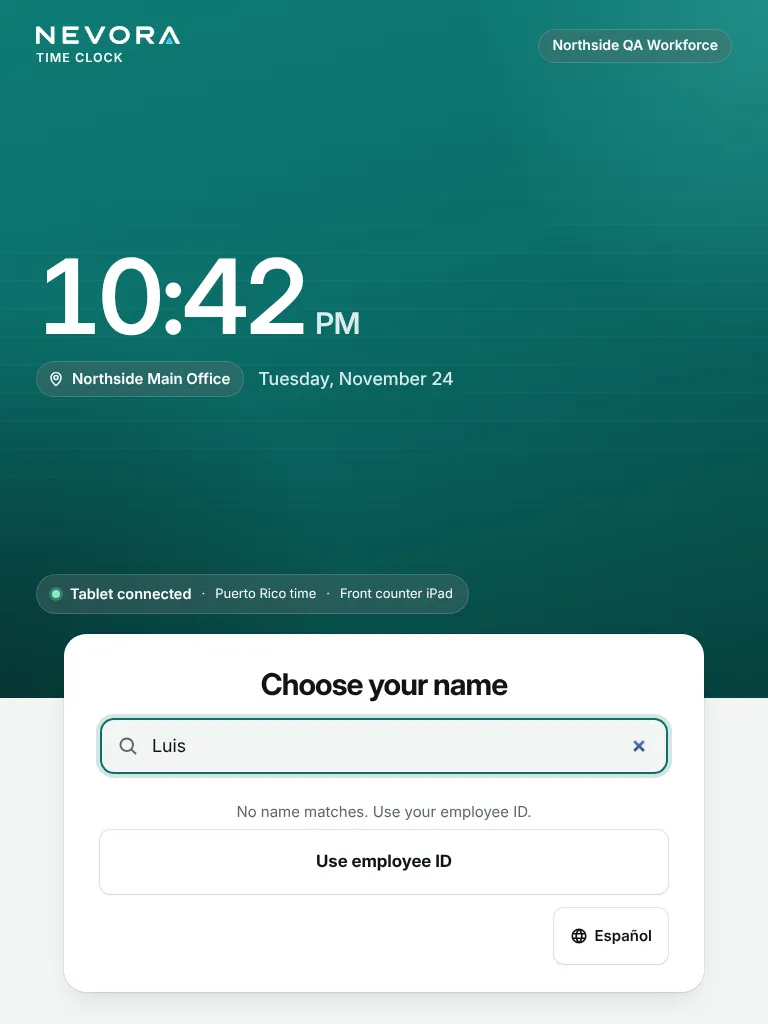 NEVORA
TIME CLOCK
Northside QA Workforce
10:42 PM
Northside Main Office
Tuesday, November 24
Tablet connected · Puerto Rico time · Front counter iPad
Choose your name
Luis
No name matches. Use your employee ID.
Use employee ID
Español